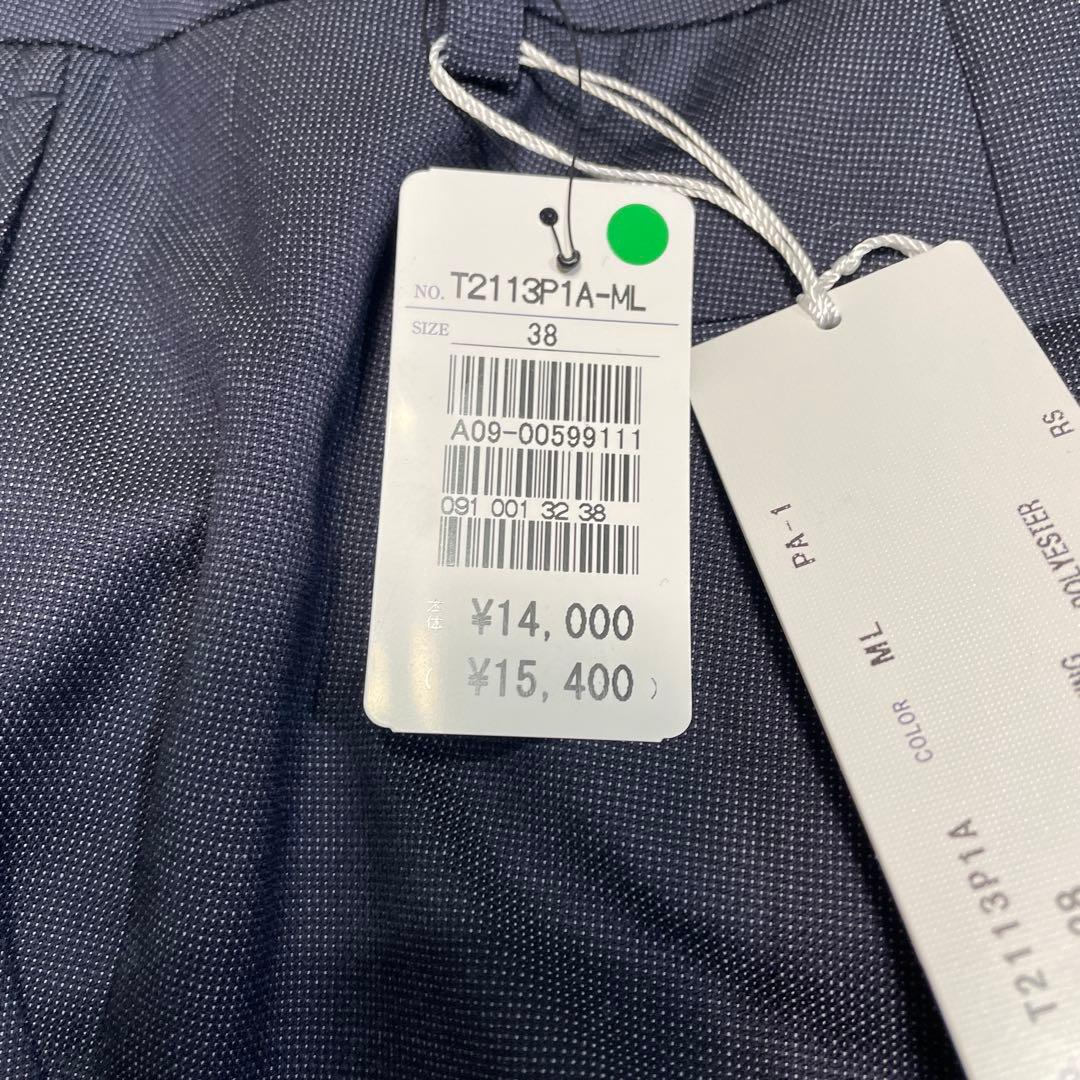 NO. T2113P1A-ML
SIZE 38
A09-00599111
091 001 32 38
本体 ¥14,000
( ¥15,400 )
RS
PA-1
POLYESTER
COLOR ML
T2113P1A
38